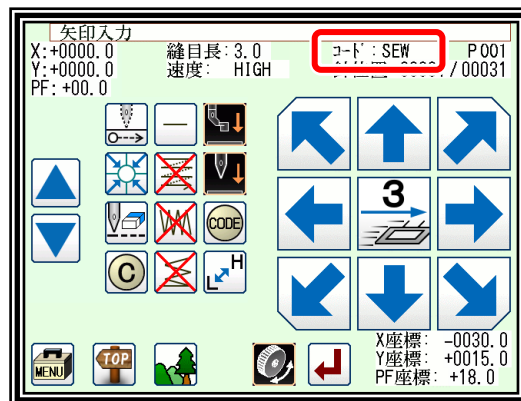 矢印入力
X:+0000.0 縫目長:3.0 コード:SEW P001
Y:+0000.0 速度: HIGH /00031
PF:+00.0
CODE
3
C
L H
MENU
TOP
X座標: -0030.0
Y座標: +0015.0
PF座標: +18.0